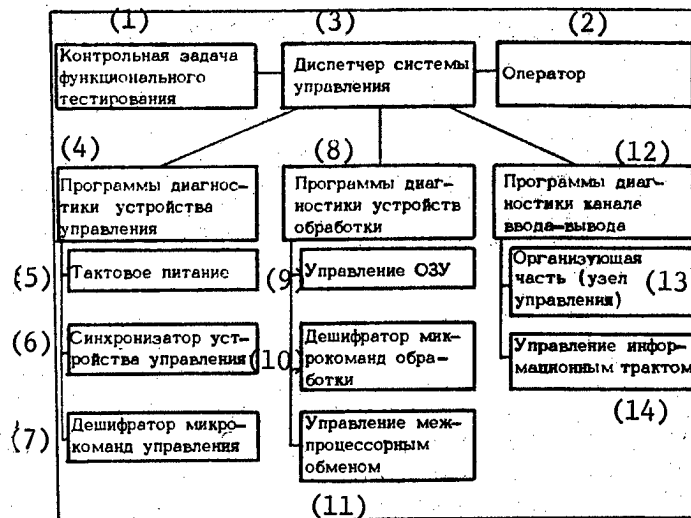 (1)
(3)
(2)
Контрольная задача
функционального
тестирования
Диспетчер системы
управления
Оператор
(4)
(8)
(12)
Программы диагнос-
тики устройства
управления
Программы диаг-
ностики устройств
обработки
Программы диаг-
ностики канала
ввода-вывода
(5)
Тактовое питание
(9)
Управление ОЗУ
Организующая
часть (узел
управления)
(13
(6)
Синхронизатор уст-
ройства управления
(10)
Дешифратор мик-
рокоманд обра-
ботки
Управление инфор-
мационным трактом
(14)
(7)
Дешифратор микро-
команд управления
Управление меж-
процессорным
обменом
(11)